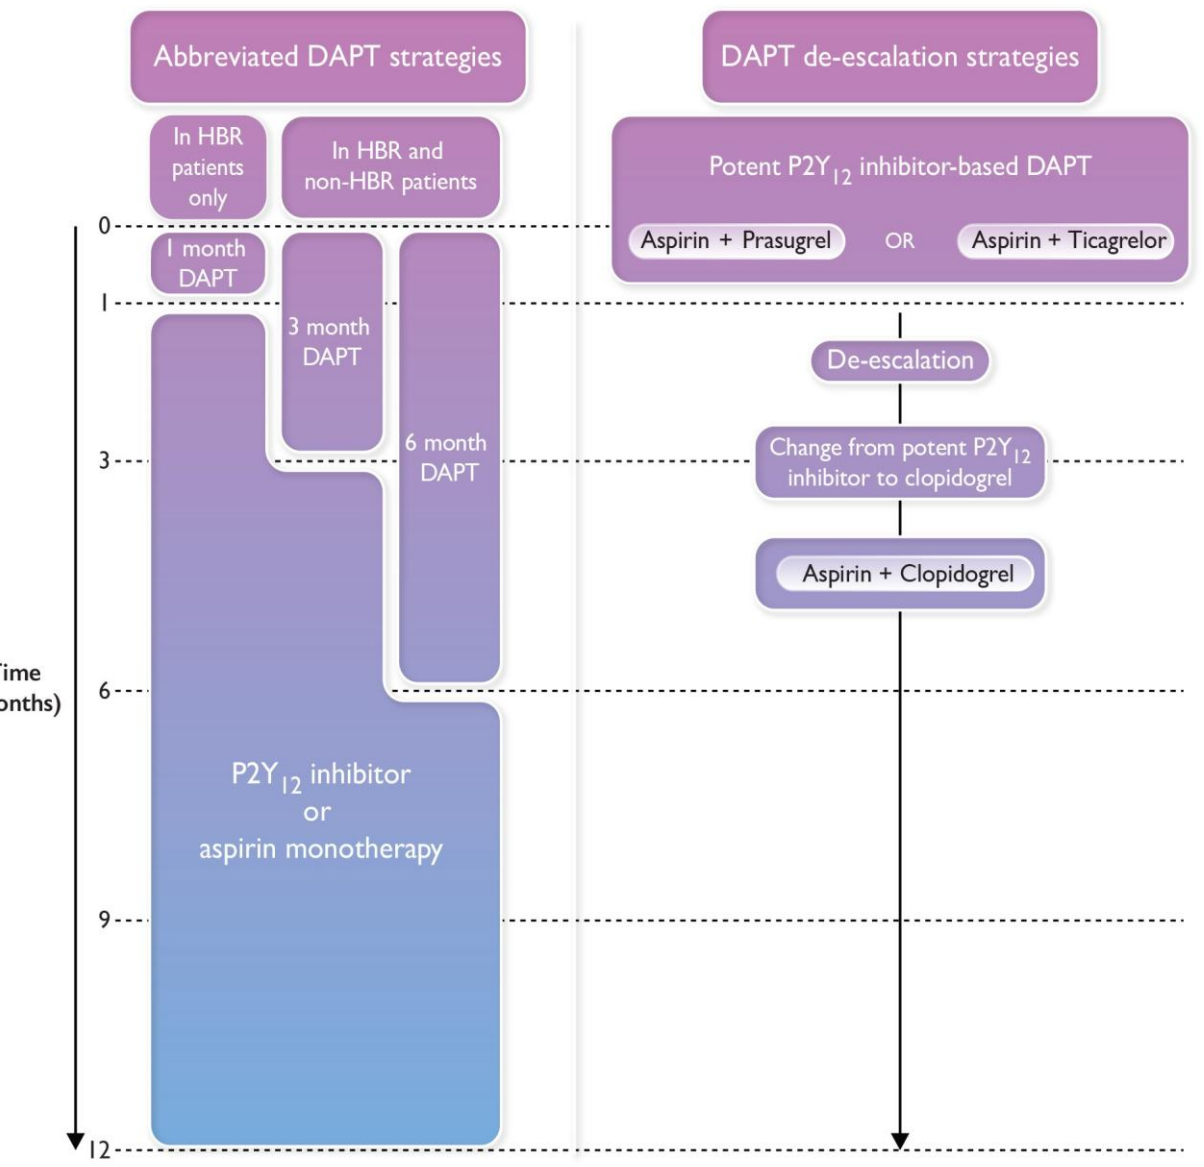 Abbreviated DAPT strategies
DAPT de-escalation strategies
In HBR
patients
only
In HBR and
non-HBR patients
Potent P2Y12 inhibitor-based DAPT
Aspirin + Prasugrel
OR
Aspirin + Ticagrelor
0
1 month
DAPT
1
3 month
DAPT
De-escalation
3
6 month
DAPT
Change from potent P2Y12
inhibitor to clopidogrel
Aspirin + Clopidogrel
6
P2Y12 inhibitor
or
aspirin monotherapy
9
12